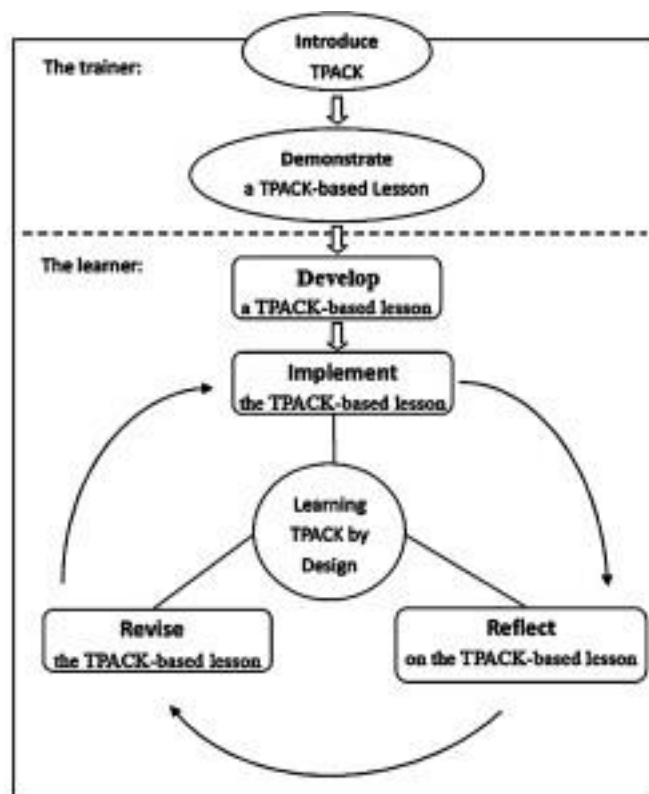 Introduce
TPACK
The trainer:
Demonstrate
a TPACK-based Lesson
The learner:
Develop
a TPACK-based lesson
Implement
the TPACK-based lesson
Learning
TPACK by
Design
Revise
the TPACK-based lesson
Reflect
on the TPACK-based lesson